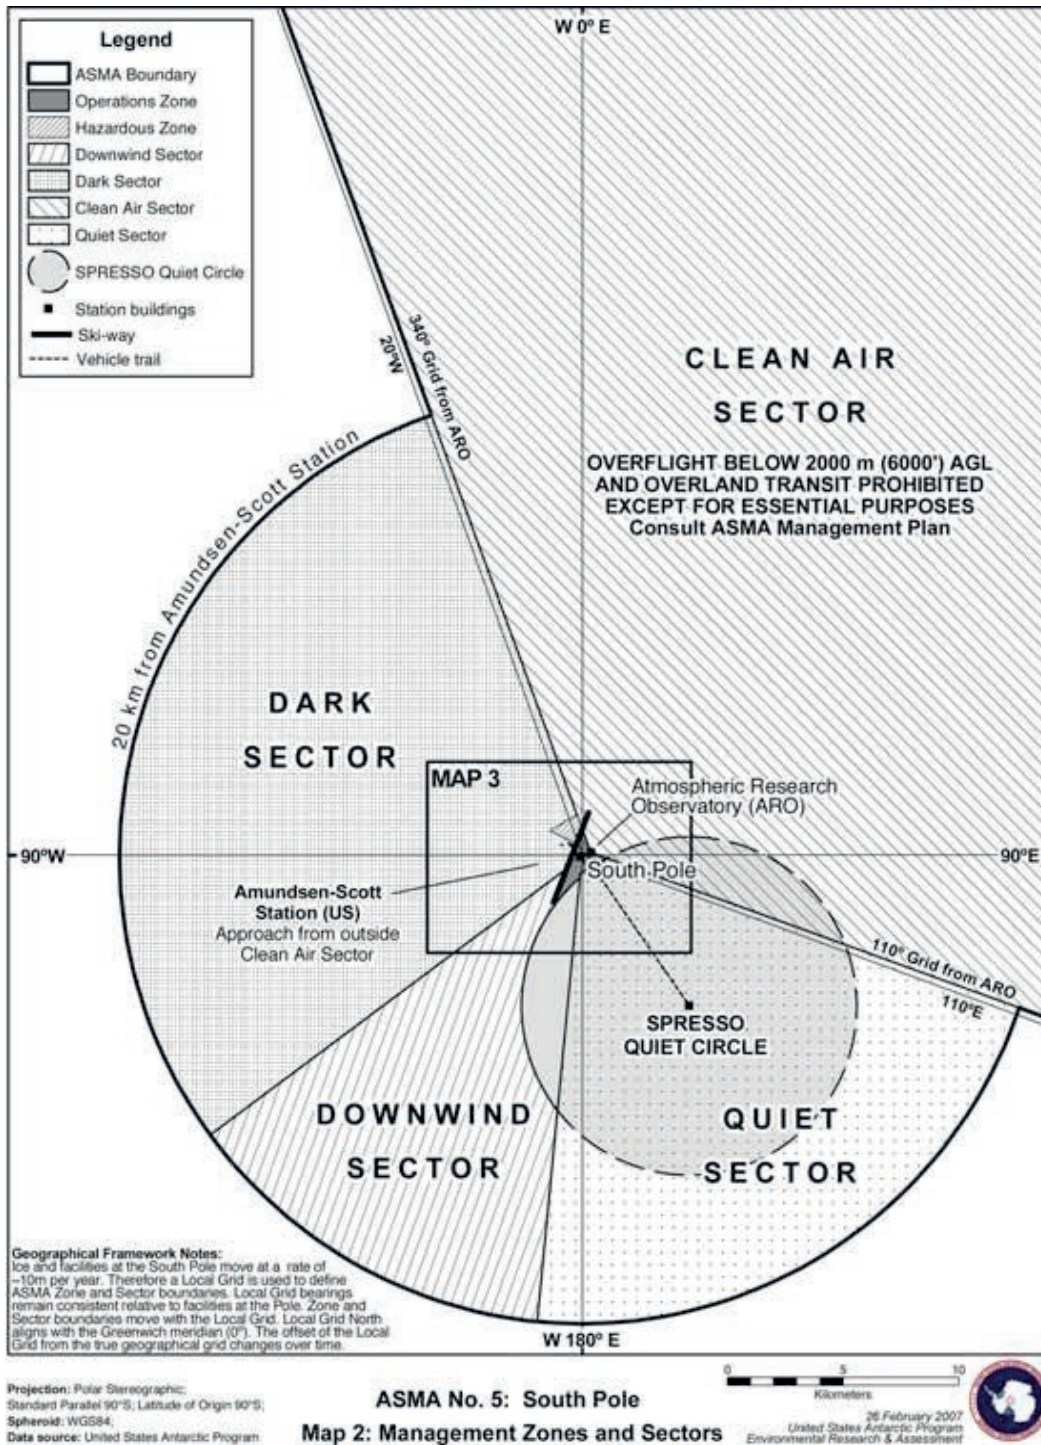 Legend
ASMA Boundary
Operations Zone
Hazardous Zone
Downwind Sector
Dark Sector
Clean Air Sector
Quiet Sector
SPRESSO Quiet Circle
Station buildings
Ski-way
Vehicle trail
W 0º E
340º Grid from ARO
20ºW
CLEAN AIR
SECTOR
OVERFLIGHT BELOW 2000 m (6000') AGL
AND OVERLAND TRANSIT PROHIBITED
EXCEPT FOR ESSENTIAL PURPOSES
Consult ASMA Management Plan
20 km from Amundsen-Scott Station
DARK
SECTOR
MAP 3
Atmospheric Research
Observatory (ARO)
90ºW
90ºE
South Pole
Amundsen-Scott
Station (US)
Approach from outside
Clean Air Sector
110º Grid from ARO
110ºE
SPRESSO
QUIET CIRCLE
DOWNWIND
SECTOR
QUIET
SECTOR
Geographical Framework Notes:
Ice and facilities at the South Pole move at a rate of
~10m per year. Therefore a Local Grid is used to define
ASMA Zone and Sector boundaries. Local Grid bearings
remain consistent relative to facilities at the Pole. Zone and
Sector boundaries move with the Local Grid. Local Grid North
aligns with the Greenwich meridian (0º). The offset of the Local
Grid from the true geographical grid changes over time.
W 180º E
Projection: Polar Stereographic;
Standard Parallel 90°S; Latitude of Origin 90°S;
Spheroid: WGS84;
Data source: United States Antarctic Program
ASMA No. 5: South Pole
Map 2: Management Zones and Sectors
0 5 10
Kilometers
26 February 2007
United States Antarctic Program
Environmental Research & Assessment